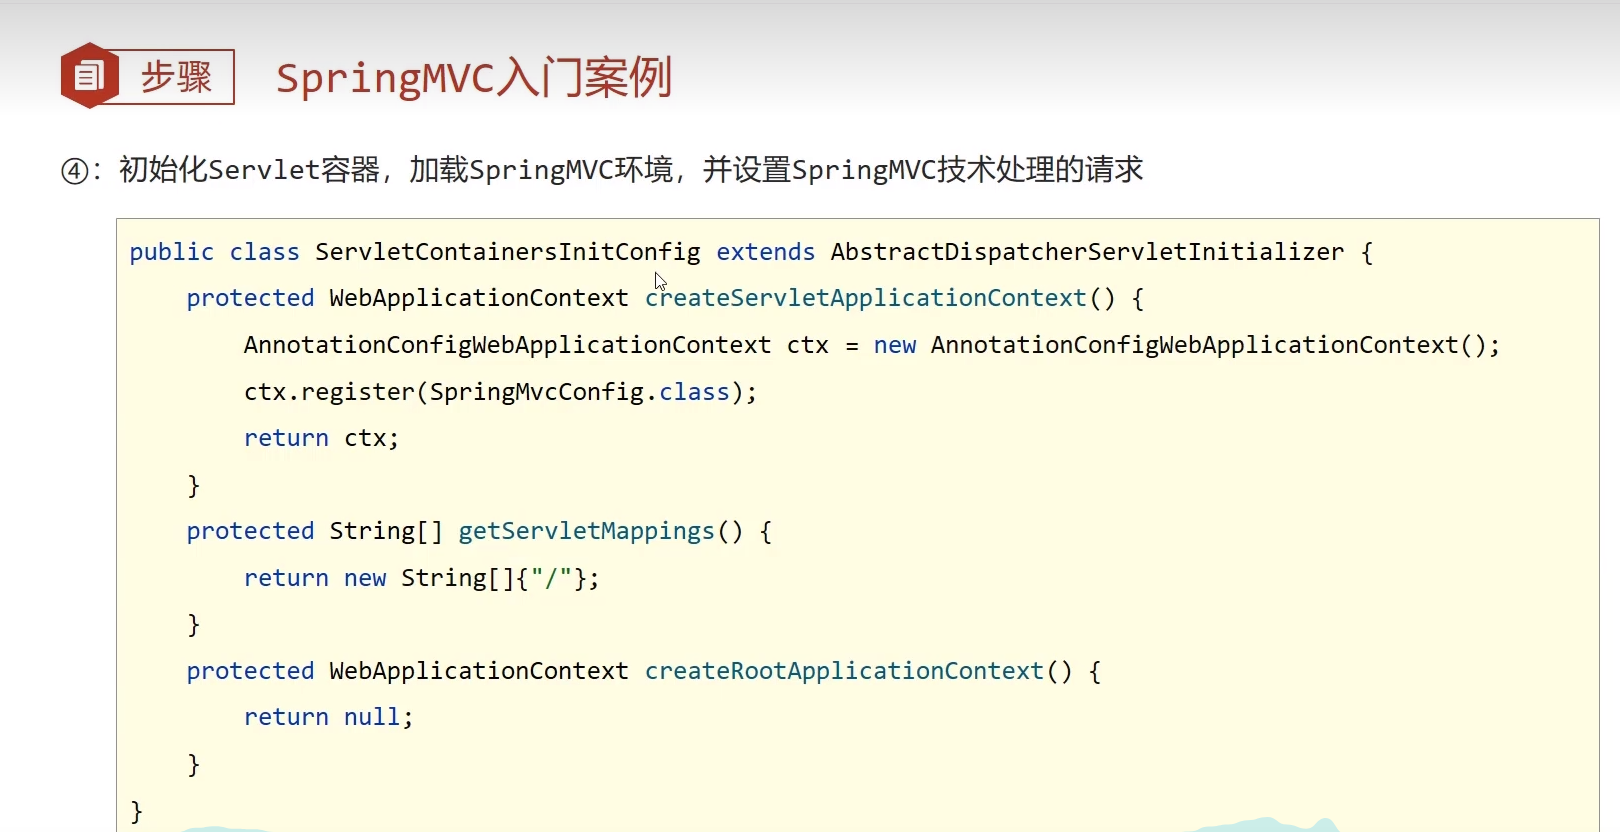 步骤
SpringMVC入门案例
④：初始化Servlet容器，加载SpringMVC环境，并设置SpringMVC技术处理的请求
public class ServletContainersInitConfig extends AbstractDispatcherServletInitializer {
    protected WebApplicationContext createServletApplicationContext() {
        AnnotationConfigWebApplicationContext ctx = new AnnotationConfigWebApplicationContext();
        ctx.register(SpringMvcConfig.class);
        return ctx;
    }
    protected String[] getServletMappings() {
        return new String[]{"/"};
    }
    protected WebApplicationContext createRootApplicationContext() {
        return null;
    }
}